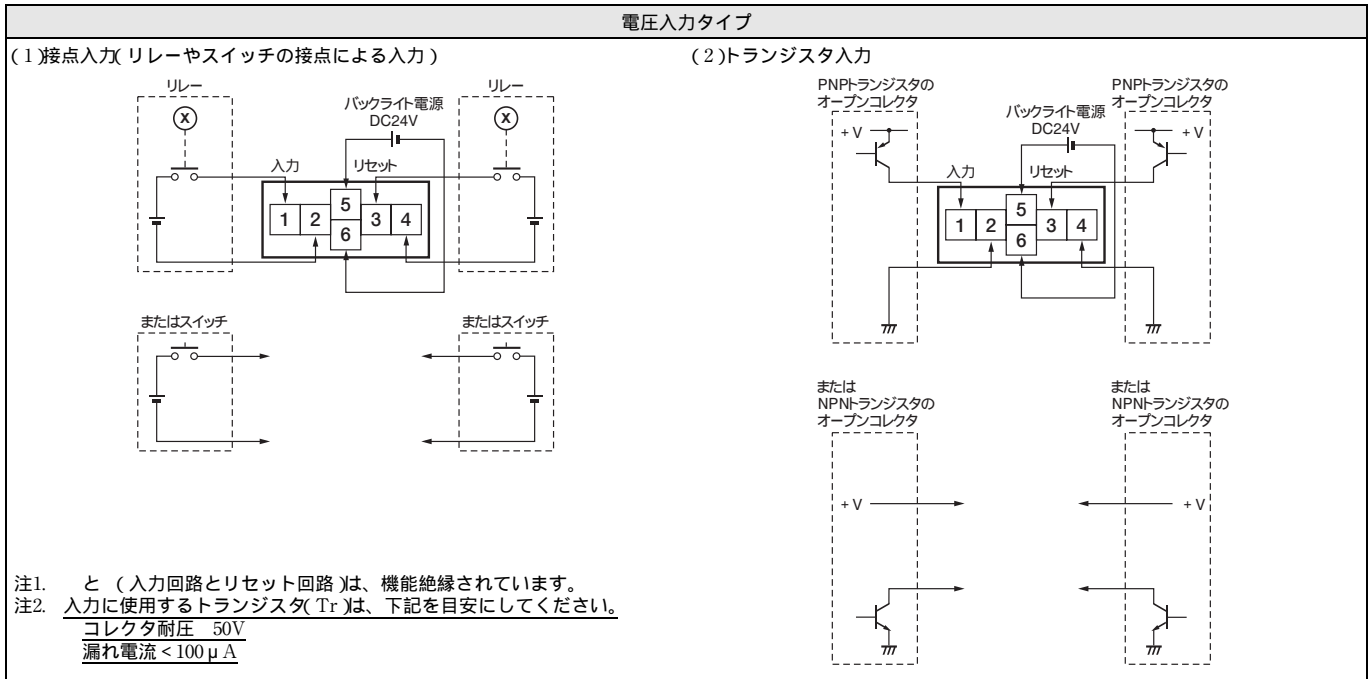 電圧入力タイプ
(1)接点入力(リレーやスイッチの接点による入力)
リレー
X
入力
バックライト電源
DC24V
リセット
リレー
X
1 2 5 6 3 4
またはスイッチ
またはスイッチ
(2)トランジスタ入力
PNPトランジスタの
オープンコレクタ
+V
入力
バックライト電源
DC24V
リセット
PNPトランジスタの
オープンコレクタ
+V
1 2 5 6 3 4
または
NPNトランジスタの
オープンコレクタ
+V
または
NPNトランジスタの
オープンコレクタ
+V
注1. と (入力回路とリセット回路)は、機能絶縁されています。
注2. 入力に使用するトランジスタ(Tr)は、下記を目安にしてください。
コレクタ耐圧 50V
漏れ電流<100μA